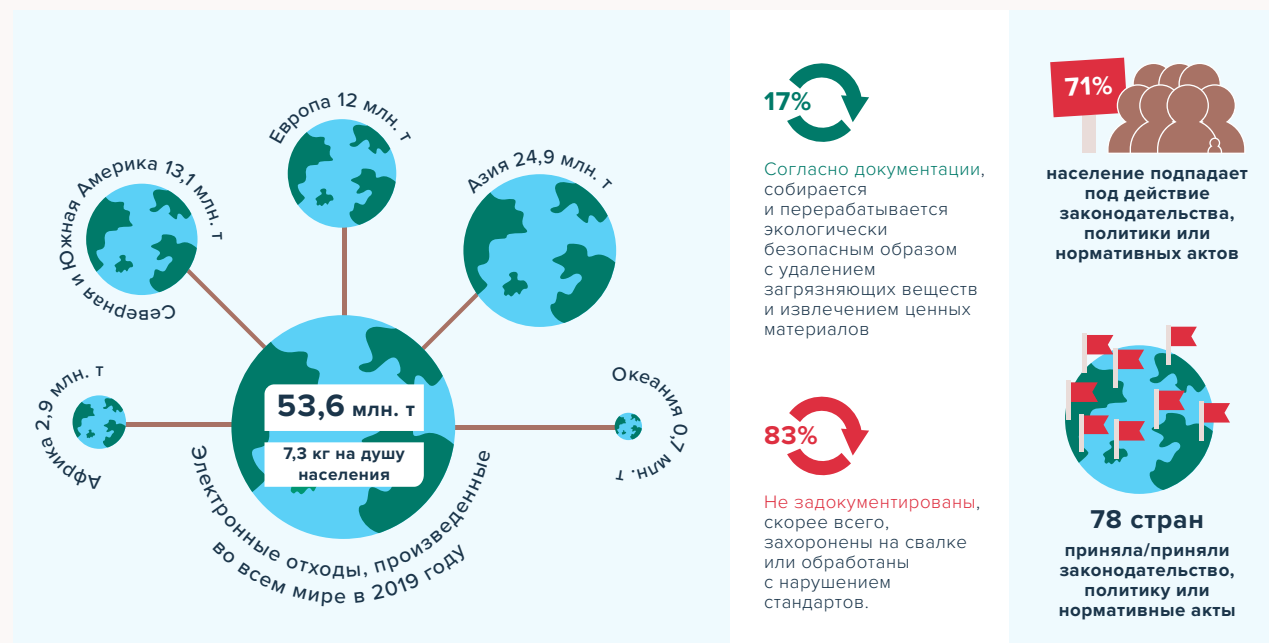 Европа 12 млн. т
Азия 24,9 млн. т
Северная и Южная Америка 13,1 млн. т
Африка 2,9 млн. т
Океания 0,7 млн. т
53,6 млн. т
7,3 кг на душу
населения
Электронные отходы, произведенные
во всем мире в 2019 году
17%
Согласно документации,
собирается
и перерабатывается
экологически
безопасным образом
с удалением
загрязняющих веществ
и извлечением ценных
материалов
83%
Не задокументированы,
скорее всего,
захоронены на свалке
или обработаны
с нарушением
стандартов.
71%
население подпадает
под действие
законодательства,
политики или
нормативных актов
78 стран
приняла/приняли
законодательство,
политику или
нормативные акты